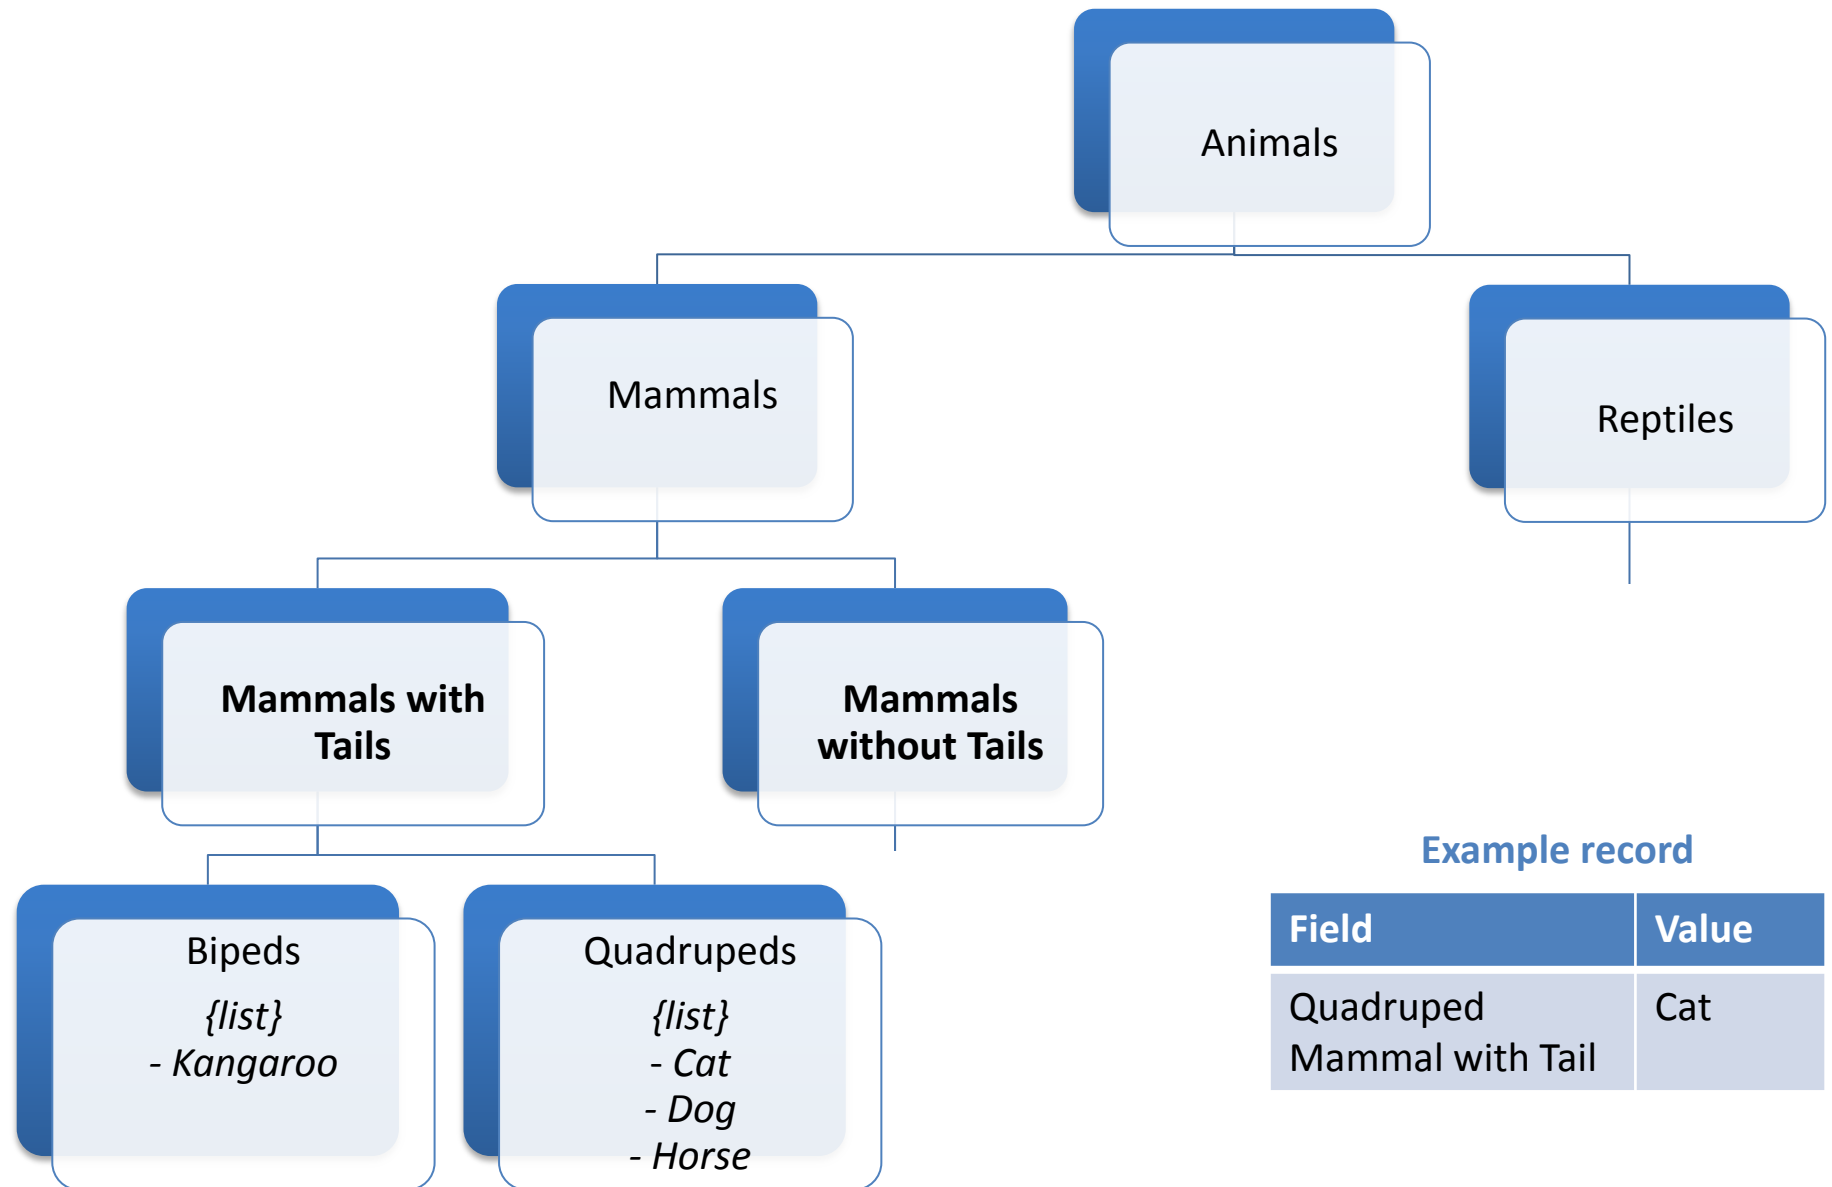 Animals
Mammals
Reptiles
Mammals with
Tails
Mammals
without Tails
Bipeds
{list}
- Kangaroo
Quadrupeds
{list}
- Cat
- Dog
- Horse
Example record
Field Value
Quadruped Cat
Mammal with Tail